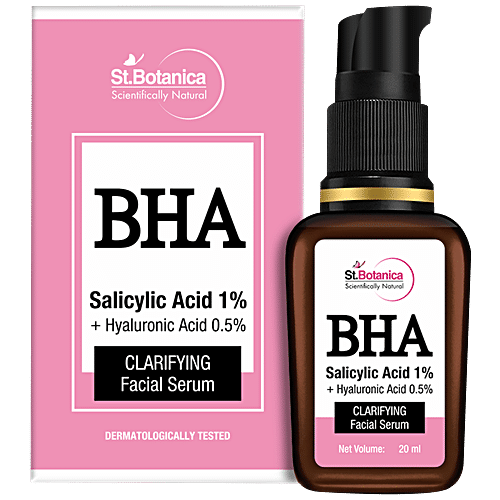 St.Botanica
Scientifically Natural
BHA
Salicylic Acid 1%
+ Hyaluronic Acid 0.5%
CLARIFYING
Facial Serum
DERMATOLOGICALLY TESTED
St.Botanica
Scientifically Natural
BHA
Salicylic Acid 1%
+ Hyaluronic Acid 0.5%
CLARIFYING
Facial Serum
Net Volume: 20 ml